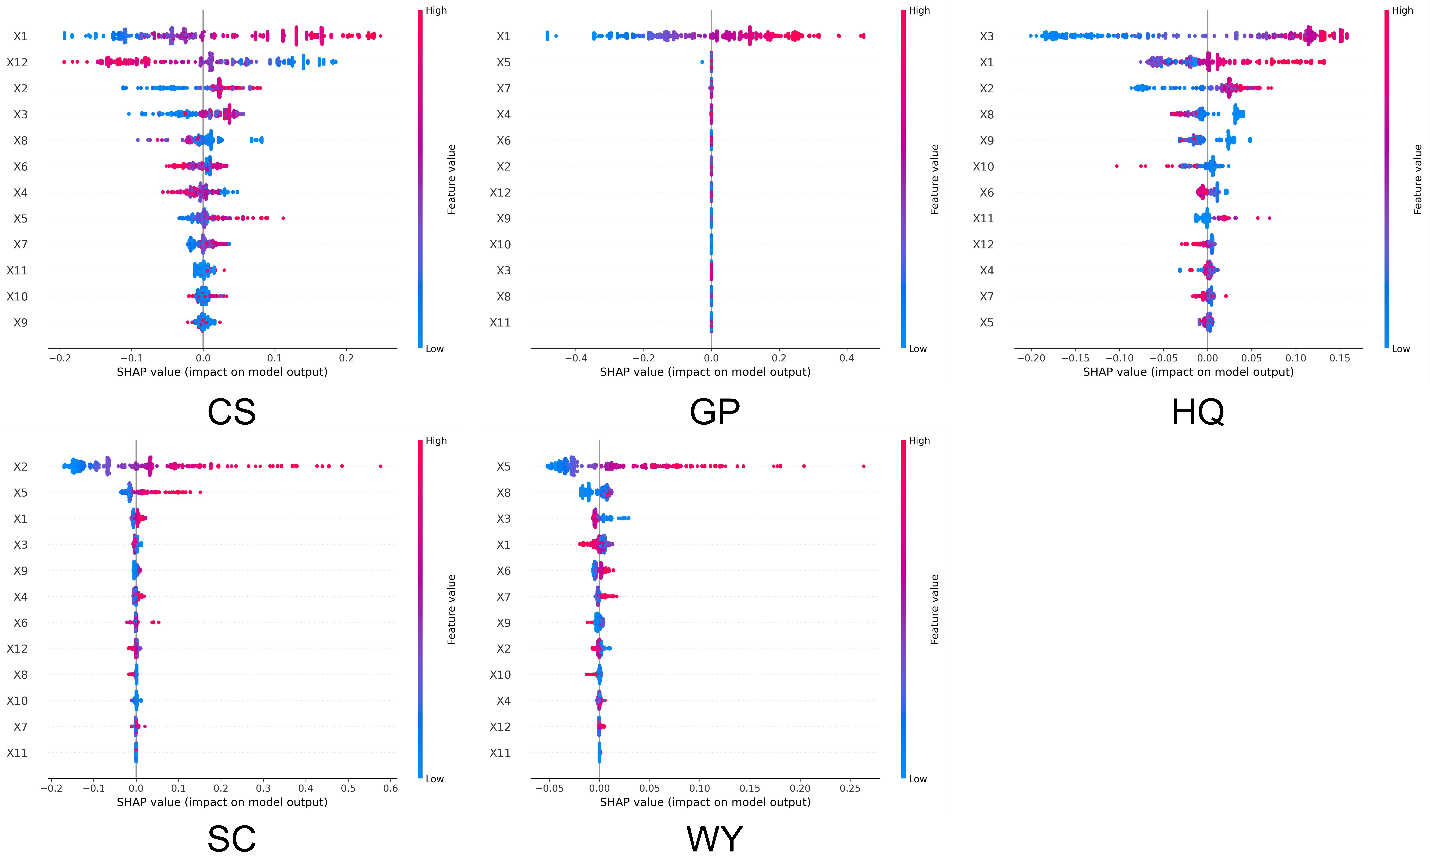 High
X1
X12
X2
X3
X8
X6
X4
X5
X7
X11
X10
X9
Feature value
Low
−0.2 −0.1 0.0 0.1 0.2
SHAP value (impact on model output)
CS
High
X1
X5
X7
X4
X6
X2
X12
X9
X10
X3
X8
X11
Feature value
Low
−0.4 −0.2 0.0 0.2 0.4
SHAP value (impact on model output)
GP
High
X3
X1
X2
X8
X9
X10
X6
X11
X12
X4
X7
X5
Feature value
Low
−0.20 −0.15 −0.10 −0.05 0.00 0.05 0.10 0.15
SHAP value (impact on model output)
HQ
High
X2
X5
X1
X3
X9
X4
X6
X12
X8
X10
X7
X11
Feature value
Low
−0.2 −0.1 0.0 0.1 0.2 0.3 0.4 0.5 0.6
SHAP value (impact on model output)
SC
High
X5
X8
X3
X1
X6
X7
X9
X2
X10
X4
X12
X11
Feature value
Low
−0.05 0.00 0.05 0.10 0.15 0.20 0.25
SHAP value (impact on model output)
WY